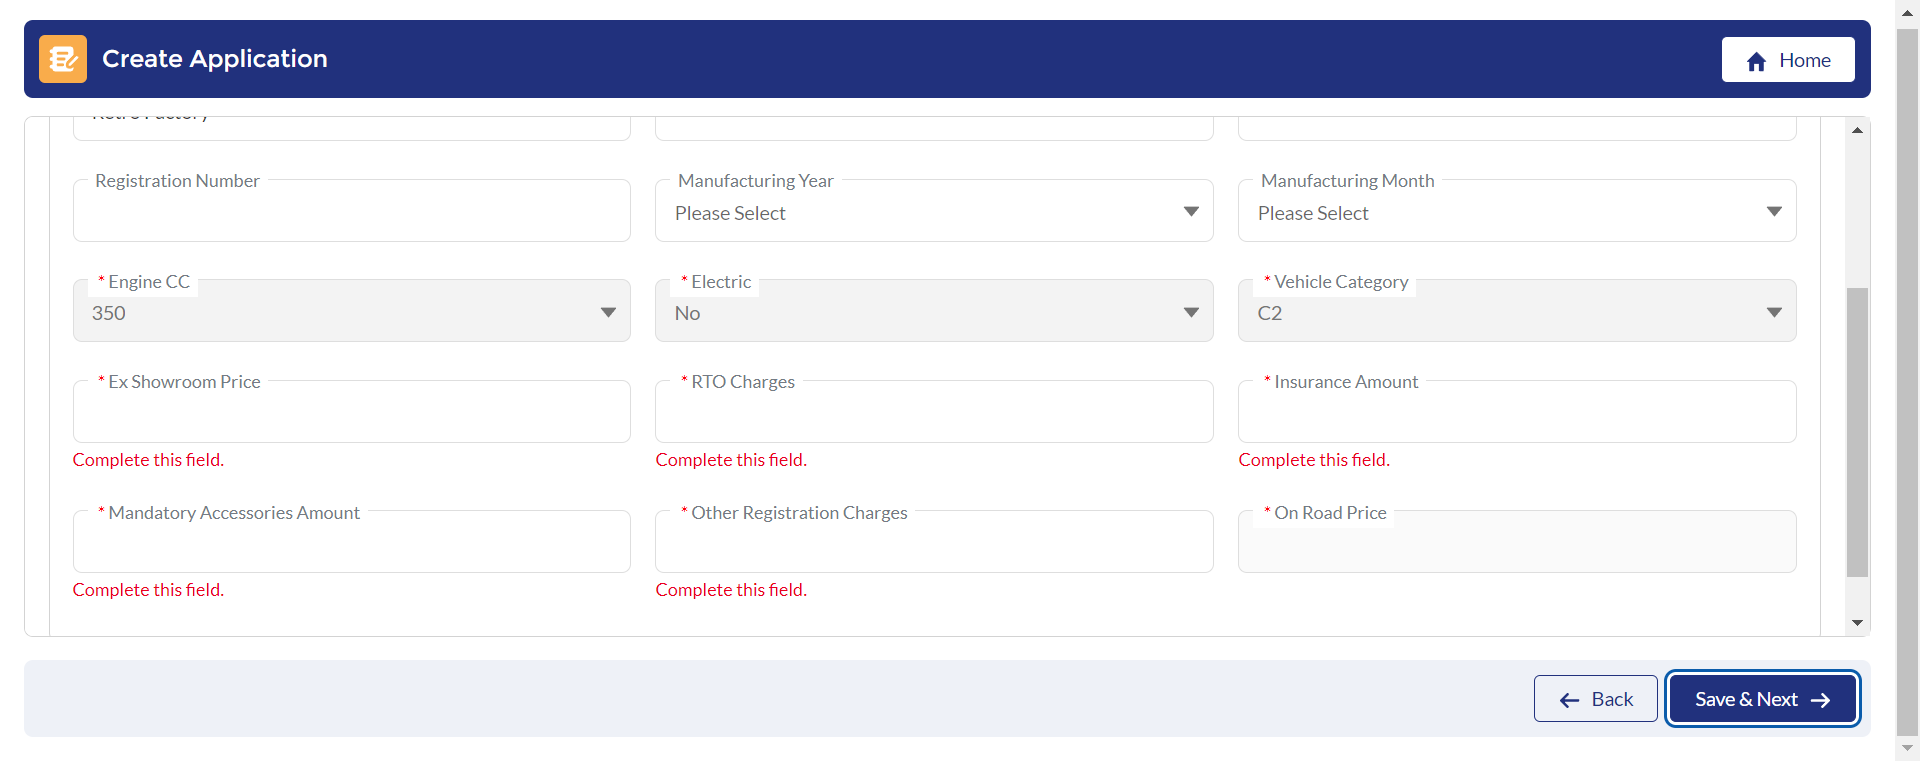 Create Application
Home
Retro Factory
Registration Number
Manufacturing Year
Manufacturing Month
Please Select
Please Select
* Engine CC
* Electric
* Vehicle Category
350
No
C2
* Ex Showroom Price
* RTO Charges
* Insurance Amount
Complete this field.
Complete this field.
Complete this field.
* Mandatory Accessories Amount
* Other Registration Charges
* On Road Price
Complete this field.
Complete this field.
Back
Save & Next